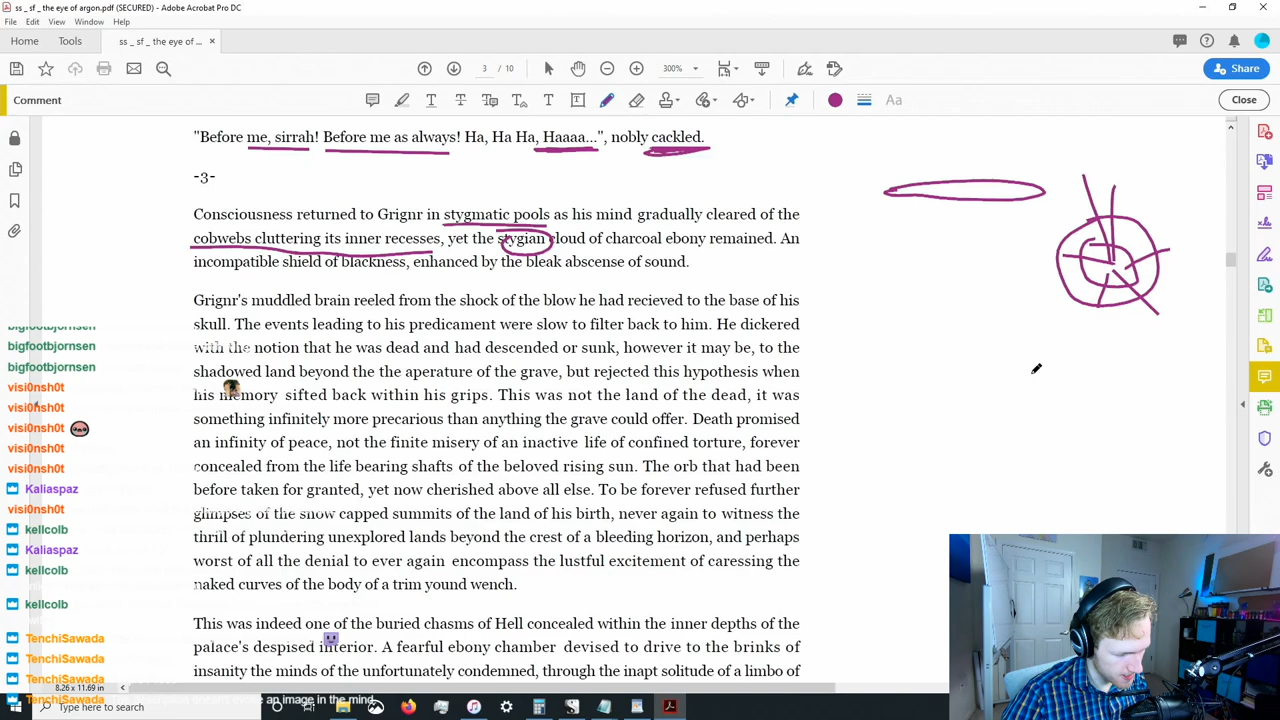 ss _ sf _ the eye of argon.pdf (SECURED) - Adobe Acrobat Pro DC
File Edit View Window Help
Home Tools ss _ sf _ the eye of ... ×
3 / 10 300% Share
Comment Aa Close
"Before me, sirrah! Before me as always! Ha, Ha Ha, Haaaa...", nobly cackled.
-3-
Consciousness returned to Grignr in stygmatic pools as his mind gradually cleared of the
cobwebs cluttering its inner recesses, yet the stygian cloud of charcoal ebony remained. An
incompatible shield of blackness, enhanced by the bleak abscense of sound.
Grignr's muddled brain reeled from the shock of the blow he had recieved to the base of his
skull. The events leading to his predicament were slow to filter back to him. He dickered
with the notion that he was dead and had descended or sunk, however it may be, to the
shadowed land beyond the the aperature of the grave, but rejected this hypothesis when
his memory sifted back within his grips. This was not the land of the dead, it was
something infinitely more precarious than anything the grave could offer. Death promised
an infinity of peace, not the finite misery of an inactive life of confined torture, forever
concealed from the life bearing shafts of the beloved rising sun. The orb that had been
before taken for granted, yet now cherished above all else. To be forever refused further
glimpses of the snow capped summits of the land of his birth, never again to witness the
thrill of plundering unexplored lands beyond the crest of a bleeding horizon, and perhaps
worst of all the denial to ever again encompass the lustful excitement of caressing the
naked curves of the body of a trim yound wench.
This was indeed one of the buried chasms of Hell concealed within the inner depths of the
palace's despised interior. A fearful ebony chamber devised to drive to the brinks of
insanity the minds of the unfortunately condemned, through the inapt solitude of a limbo of
bigfootbjornsen
bigfootbjornsen
bigfootbjornsen
visi0nsh0t
visi0nsh0t
visi0nsh0t
visi0nsh0t
visi0nsh0t
Kaliaspaz
visi0nsh0t
kellcolb
Kaliaspaz
kellcolb
kellcolb
TenchiSawada
TenchiSawada
TenchiSawada
TenchiSawada an image in the mind
8.26 x 11.69 in
Type here to search